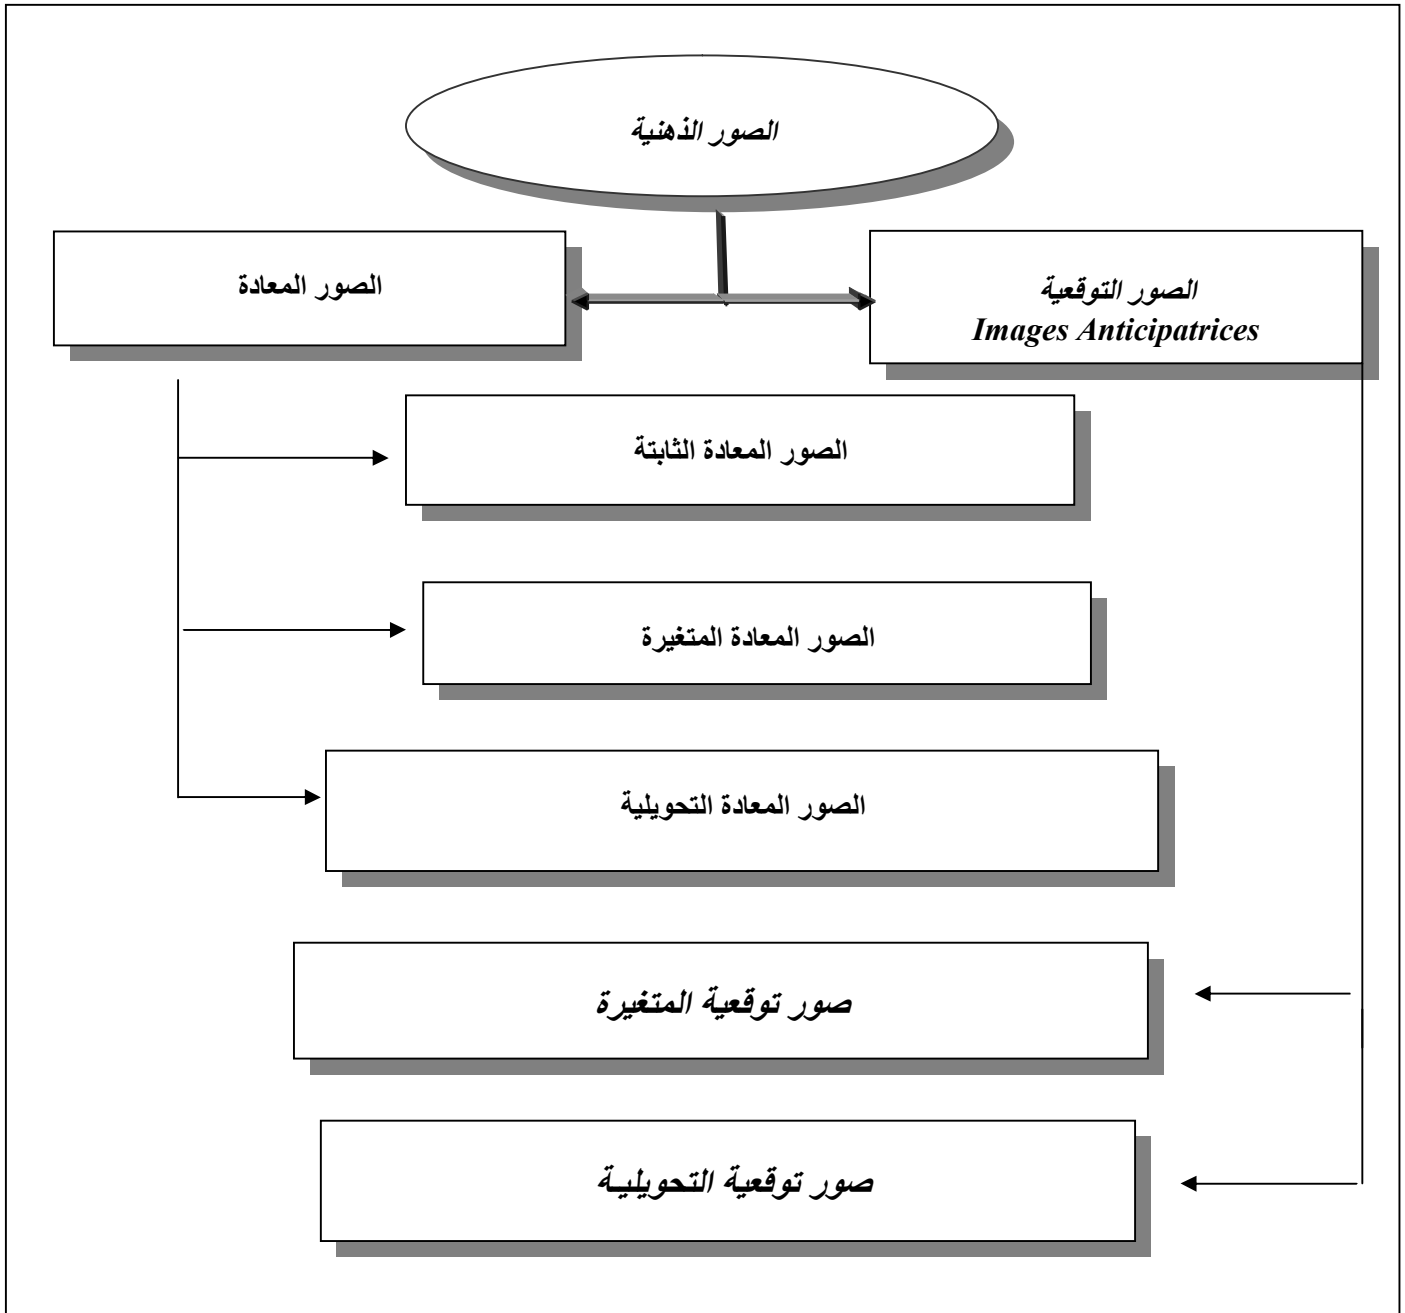 الصور الذهنية
الصور التوقعية
Images Anticipatrices
الصور المعادة
الصور المعادة الثابتة
الصور المعادة المتغيرة
الصور المعادة التحويلية
صور توقعية المتغيرة
صور توقعية التحويليـة